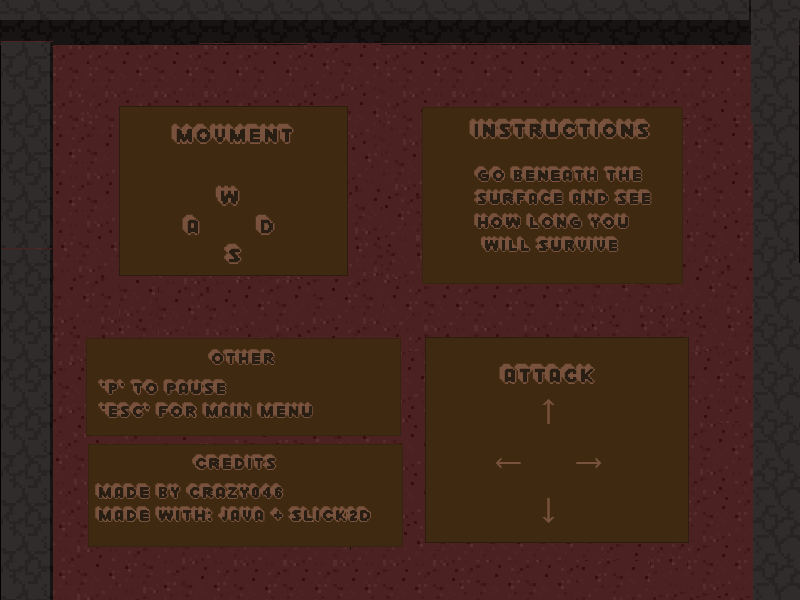 MOVMENT
W
A D
S
INSTRUCTIONS
GO BENEATH THE
SURFACE AND SEE
HOW LONG YOU
WILL SURVIVE
OTHER
'P' TO PAUSE
'ESC' FOR MAIN MENU
ATTACK
↑
← →
↓
CREDITS
MADE BY CRAZY046
MADE WITH: JAVA + SLICK2D